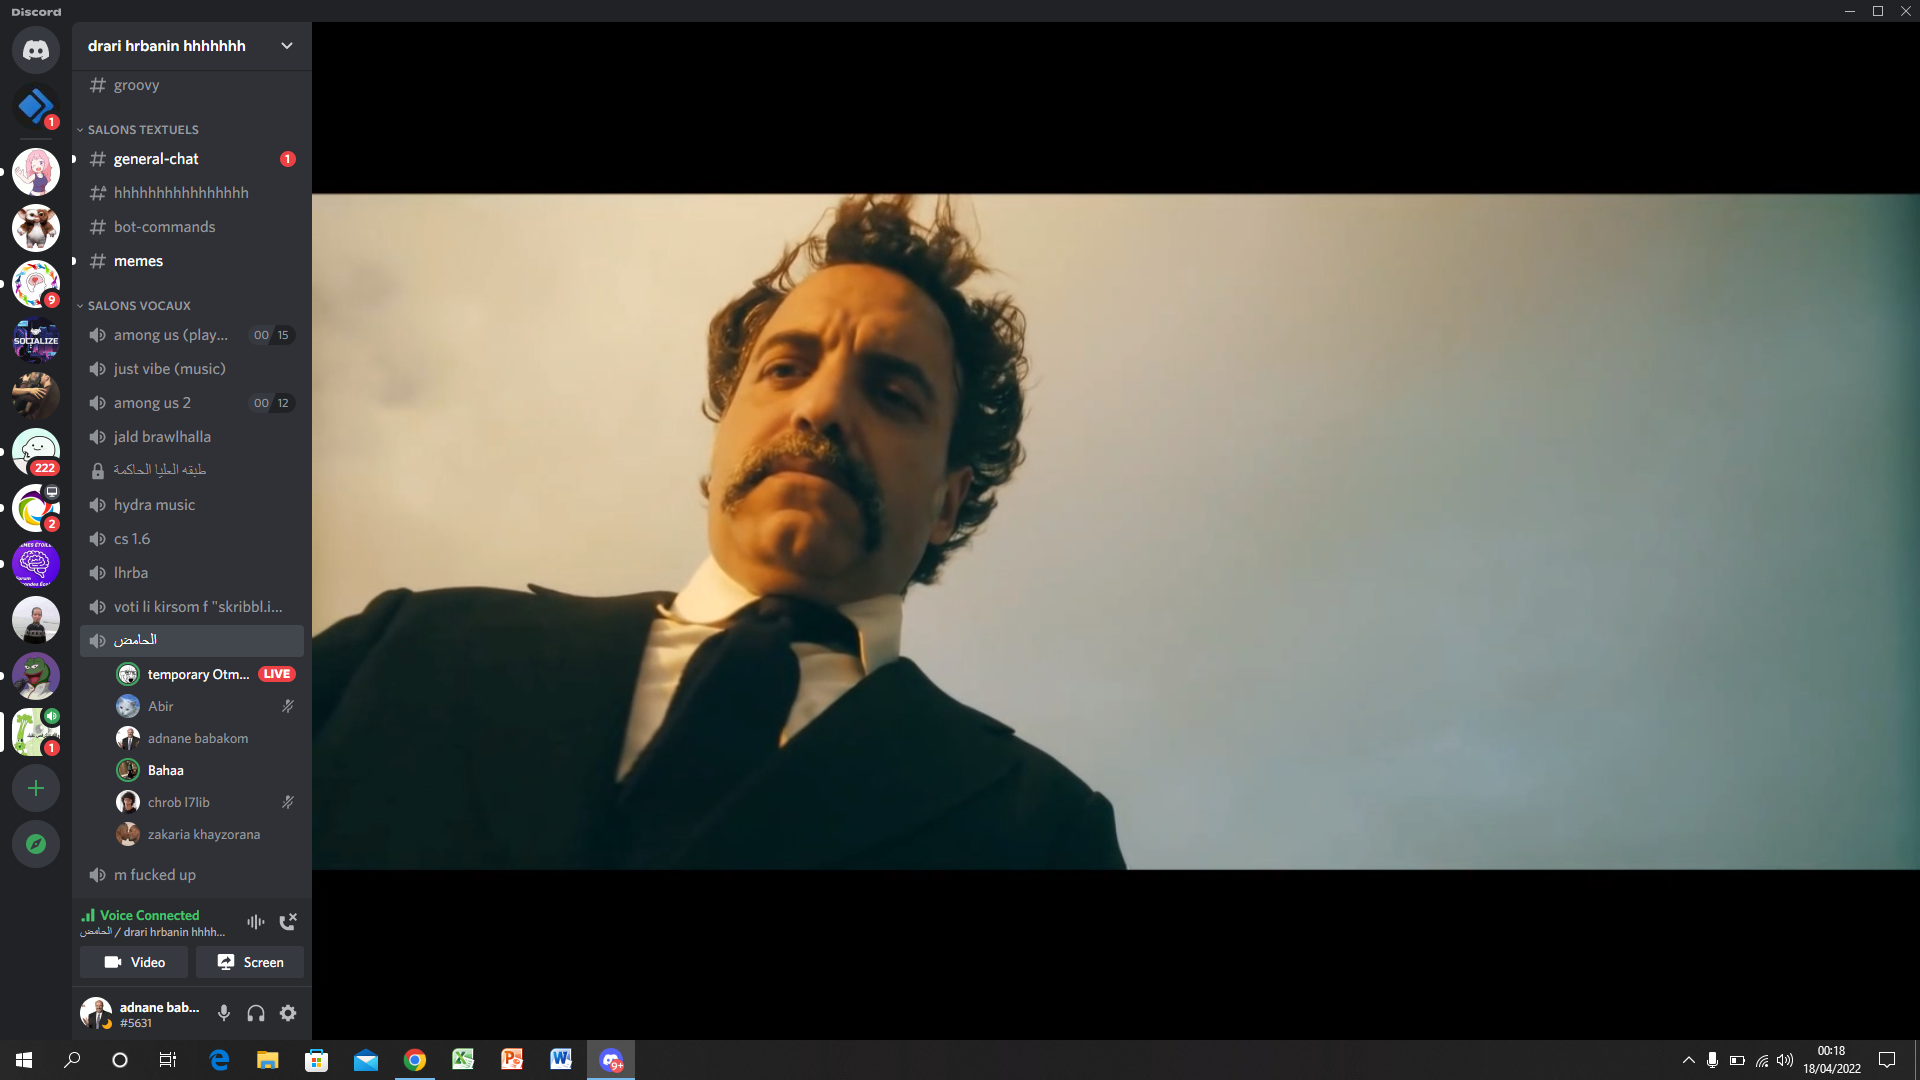 Discord
drari hrbanin hhhhhhh
groovy
1
SALONS TEXTUELS
general-chat 1
hhhhhhhhhhhhhhhh
bot-commands
memes
9
SALONS VOCAUX
SOCIALIZE
among us (play... 00 15
just vibe (music)
among us 2 00 12
jald brawlhalla
222
طبقه العليا الحاكمة
hydra music
2
cs 1.6
lhrba
voti li kirsom f "skribbl.i...
الحامض
temporary Otm... LIVE
Abir
adnane babakom
1
Bahaa
chrob l7lib
zakaria khayzorana
m fucked up
Voice Connected
الحامض / drari hrbanin hhhh...
Video Screen
adnane bab...
#5631
9+
00:18
18/04/2022